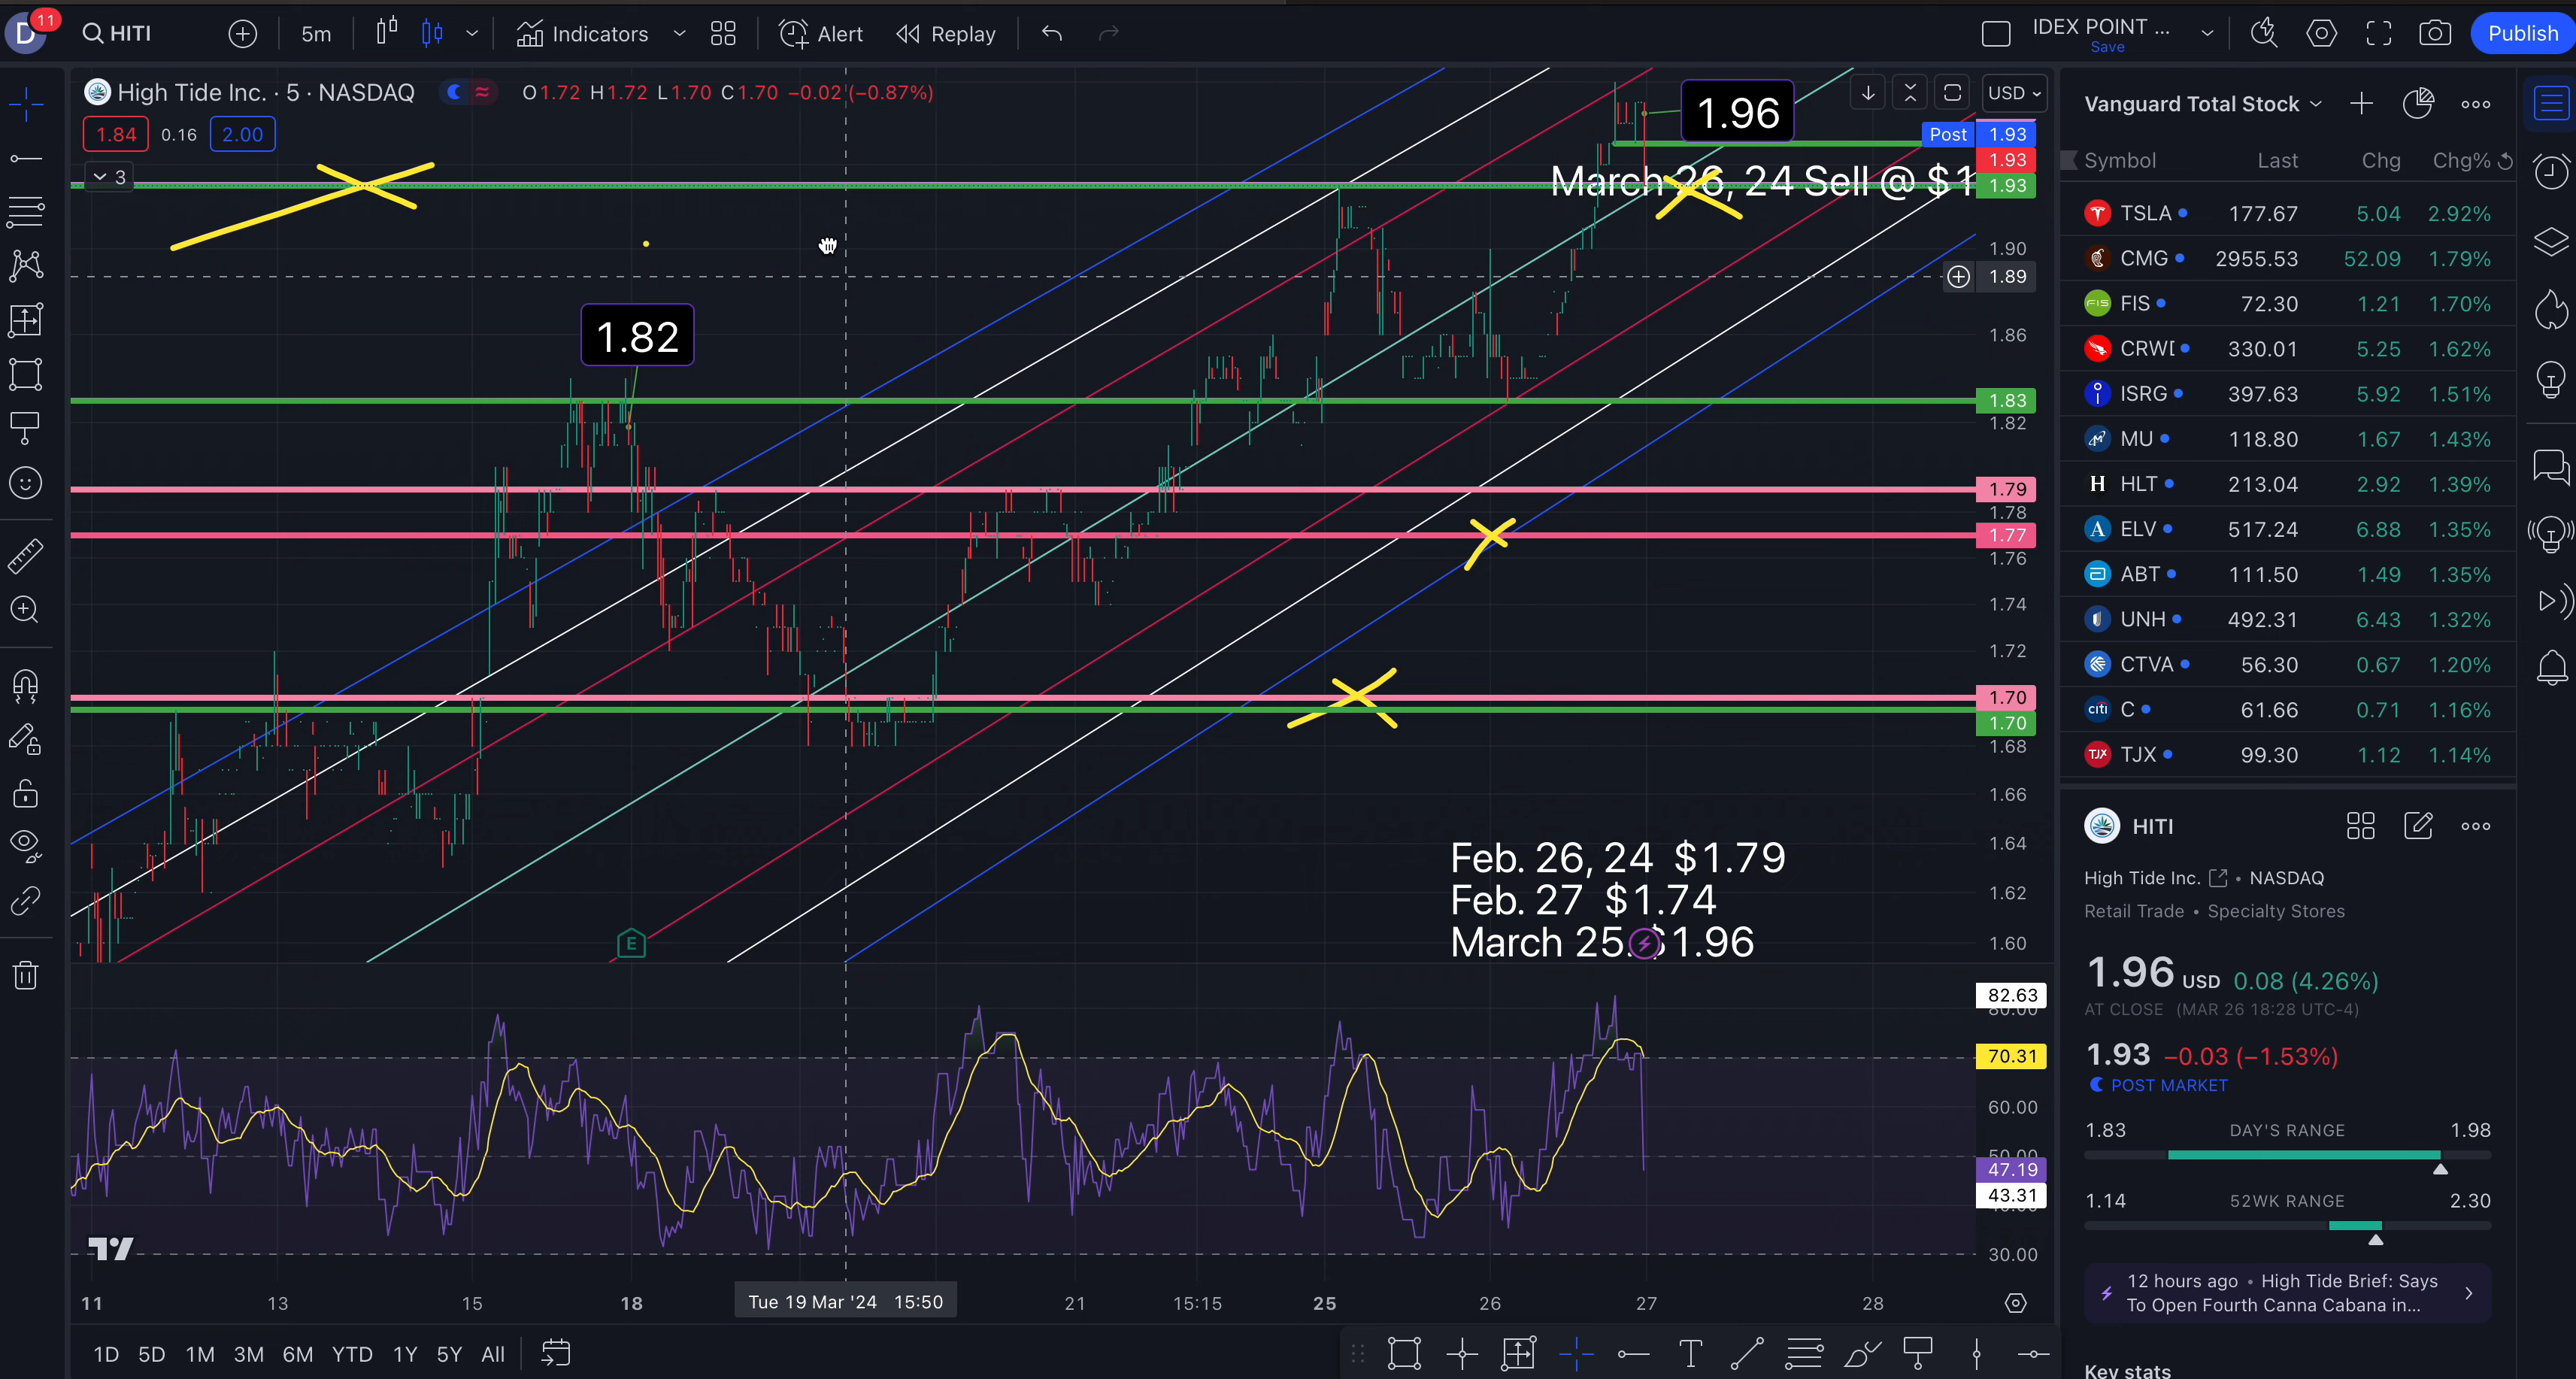 D 11 HITI 5m Indicators Alert Replay IDEX POINT ... Save Publish
High Tide Inc. · 5 · NASDAQ O1.72 H1.72 L1.70 C1.70 −0.02 (−0.87%) USD
1.84 0.16 2.00
3
1.96
Post 1.93
1.93
March 26, 24 Sell @ $1
1.93
1.90
1.89
1.86
1.82
1.83
1.82
1.79
1.78
1.77
1.76
1.74
1.72
1.70
1.70
1.68
1.66
1.64
1.62
1.60
Feb. 26, 24 $1.79
Feb. 27 $1.74
March 25. $1.96
E
82.63
80.00
70.31
60.00
50.00
47.19
43.31
30.00
11 13 15 18 Tue 19 Mar '24 15:50 21 15:15 25 26 27 28
1D 5D 1M 3M 6M YTD 1Y 5Y All
Vanguard Total Stock
Symbol Last Chg Chg%
TSLA 177.67 5.04 2.92%
CMG 2955.53 52.09 1.79%
FIS FIS 72.30 1.21 1.70%
CRWD 330.01 5.25 1.62%
ISRG 397.63 5.92 1.51%
MU 118.80 1.67 1.43%
H HLT 213.04 2.92 1.39%
A ELV 517.24 6.88 1.35%
ABT 111.50 1.49 1.35%
UNH 492.31 6.43 1.32%
CTVA 56.30 0.67 1.20%
citi C 61.66 0.71 1.16%
TJX TJX 99.30 1.12 1.14%
HITI
High Tide Inc. • NASDAQ
Retail Trade • Specialty Stores
1.96 USD 0.08 (4.26%)
AT CLOSE (MAR 26 18:28 UTC-4)
1.93 −0.03 (−1.53%)
POST MARKET
1.83 DAY'S RANGE 1.98
1.14 52WK RANGE 2.30
12 hours ago • High Tide Brief: Says
To Open Fourth Canna Cabana in...
Key stats